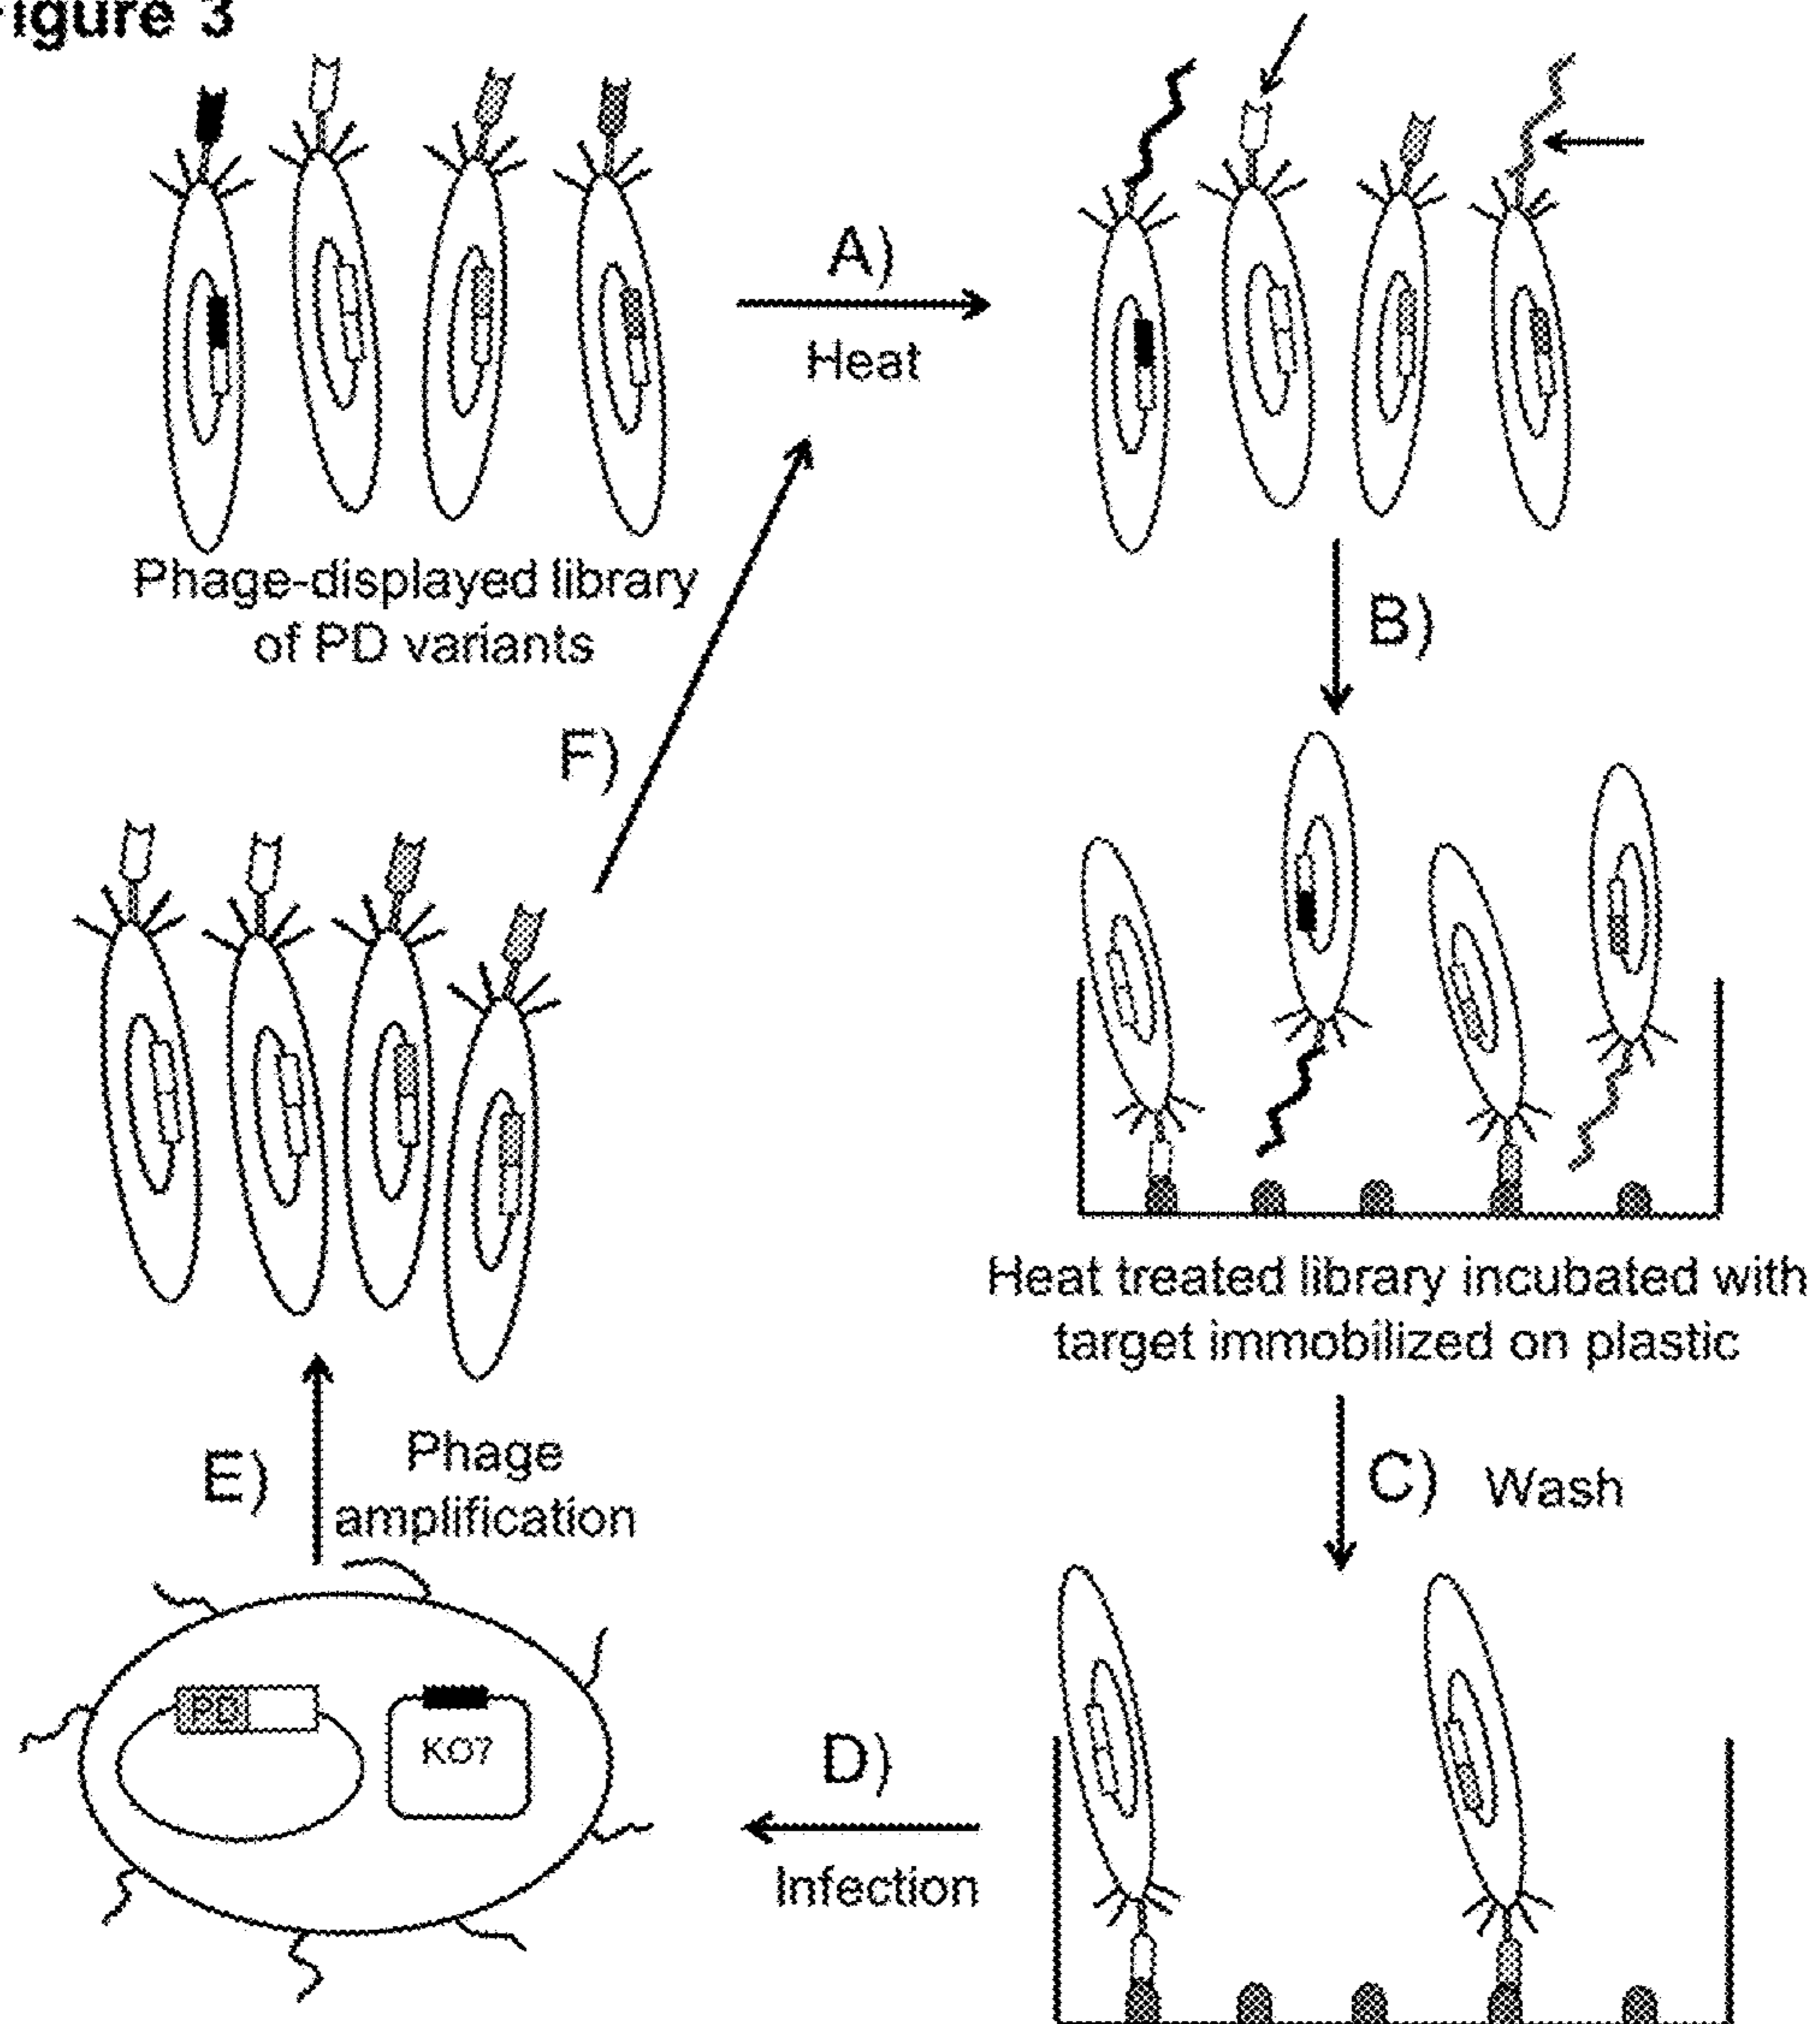 Figure 3
A)
Heat
Phage-displayed library
of PD variants
B)
F)
Heat treated library incubated with
target immobilized on plastic
E)
Phage
amplification
C) Wash
PD
KO7
D)
Infection